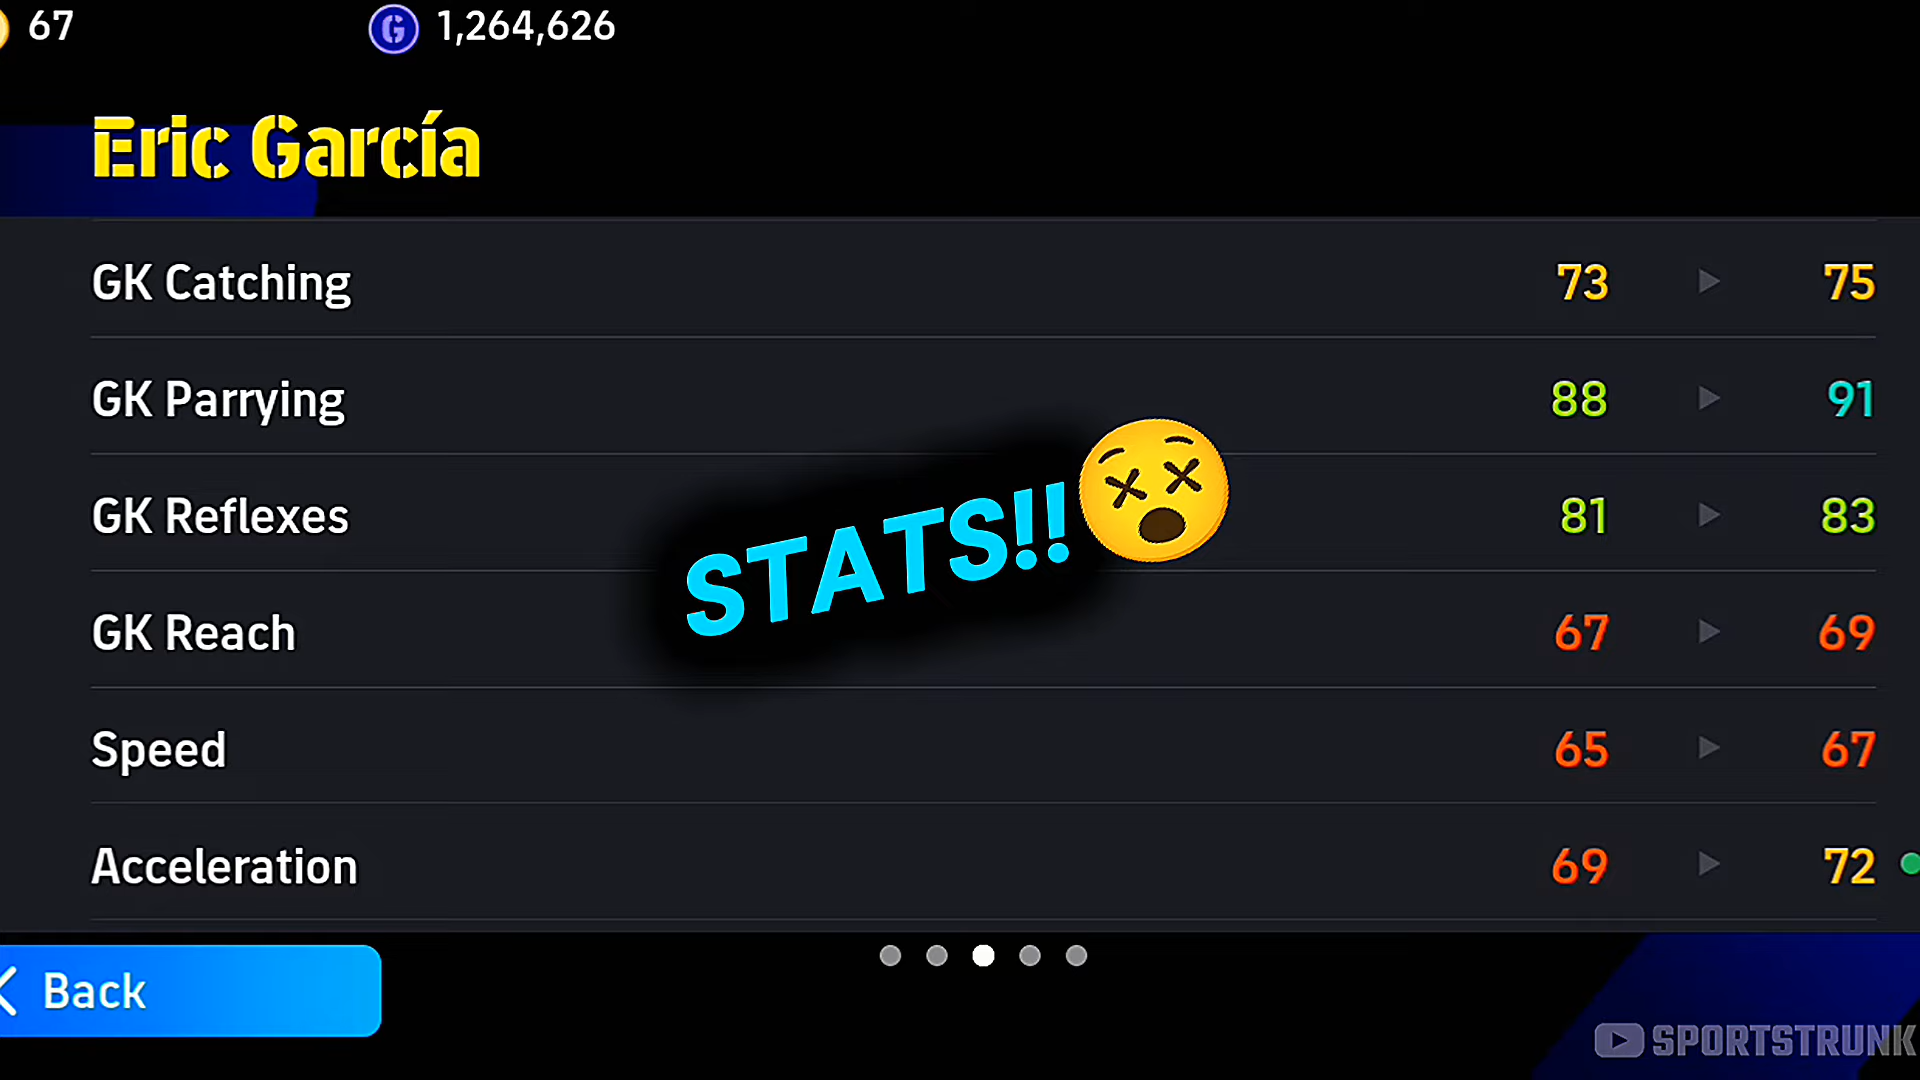 67 G 1,264,626
Eric García
GK Catching 73 75
GK Parrying 88 91
GK Reflexes 81 83
STATS!!
GK Reach 67 69
Speed 65 67
Acceleration 69 72
Back
SPORTSTRUNK